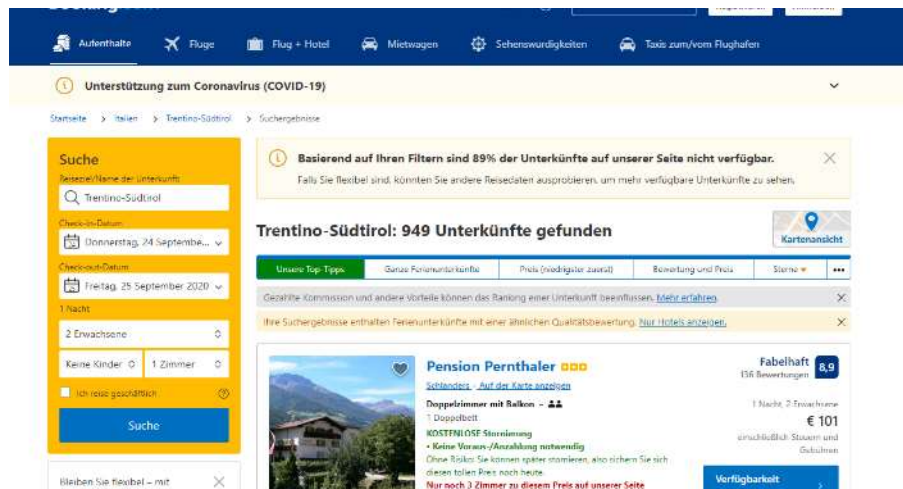 Aufenthalte
Flüge
Flug + Hotel
Mietwagen
Sehenswürdigkeiten
Taxis zum/vom Flughafen
Unterstützung zum Coronavirus (COVID-19)
Startseite > Italien > Trentino-Südtirol > Suchergebnisse
Suche
Reiseziel/Name der Unterkunft:
Trentino-Südtirol
Check-in-Datum
Donnerstag, 24 Septembe...
Check-out-Datum
Freitag, 25 September 2020
1 Nacht
2 Erwachsene
Keine Kinder
1 Zimmer
Ich reise geschäftlich
Suche
Bleiben Sie flexibel – mit
Basierend auf Ihren Filtern sind 89% der Unterkünfte auf unserer Seite nicht verfügbar.
Falls Sie flexibel sind, könnten Sie andere Reisedaten ausprobieren, um mehr verfügbare Unterkünfte zu sehen.
Trentino-Südtirol: 949 Unterkünfte gefunden
Kartenansicht
Unsere Top-Tipps
Ganze Ferienunterkünfte
Preis (niedrigster zuerst)
Bewertung und Preis
Sterne
Gezahlte Kommission und andere Vorteile können das Ranking einer Unterkunft beeinflussen. Mehr erfahren.
Ihre Suchergebnisse enthalten Ferienunterkünfte mit einer ähnlichen Qualitätsbewertung. Nur Hotels anzeigen.
Pension Pernthaler
Schlanders - Auf der Karte anzeigen
Doppelzimmer mit Balkon –
1 Doppelbett
KOSTENLOSE Stornierung
• Keine Voraus-/Anzahlung notwendig
Ohne Risiko: Sie können später stornieren, also sichern Sie sich
diesen tollen Preis noch heute.
Nur noch 3 Zimmer zu diesem Preis auf unserer Seite
Fabelhaft
8,9
136 Bewertungen
1 Nacht, 2 Erwachsene
€ 101
einschließlich Steuern und
Gebühren
Verfügbarkeit